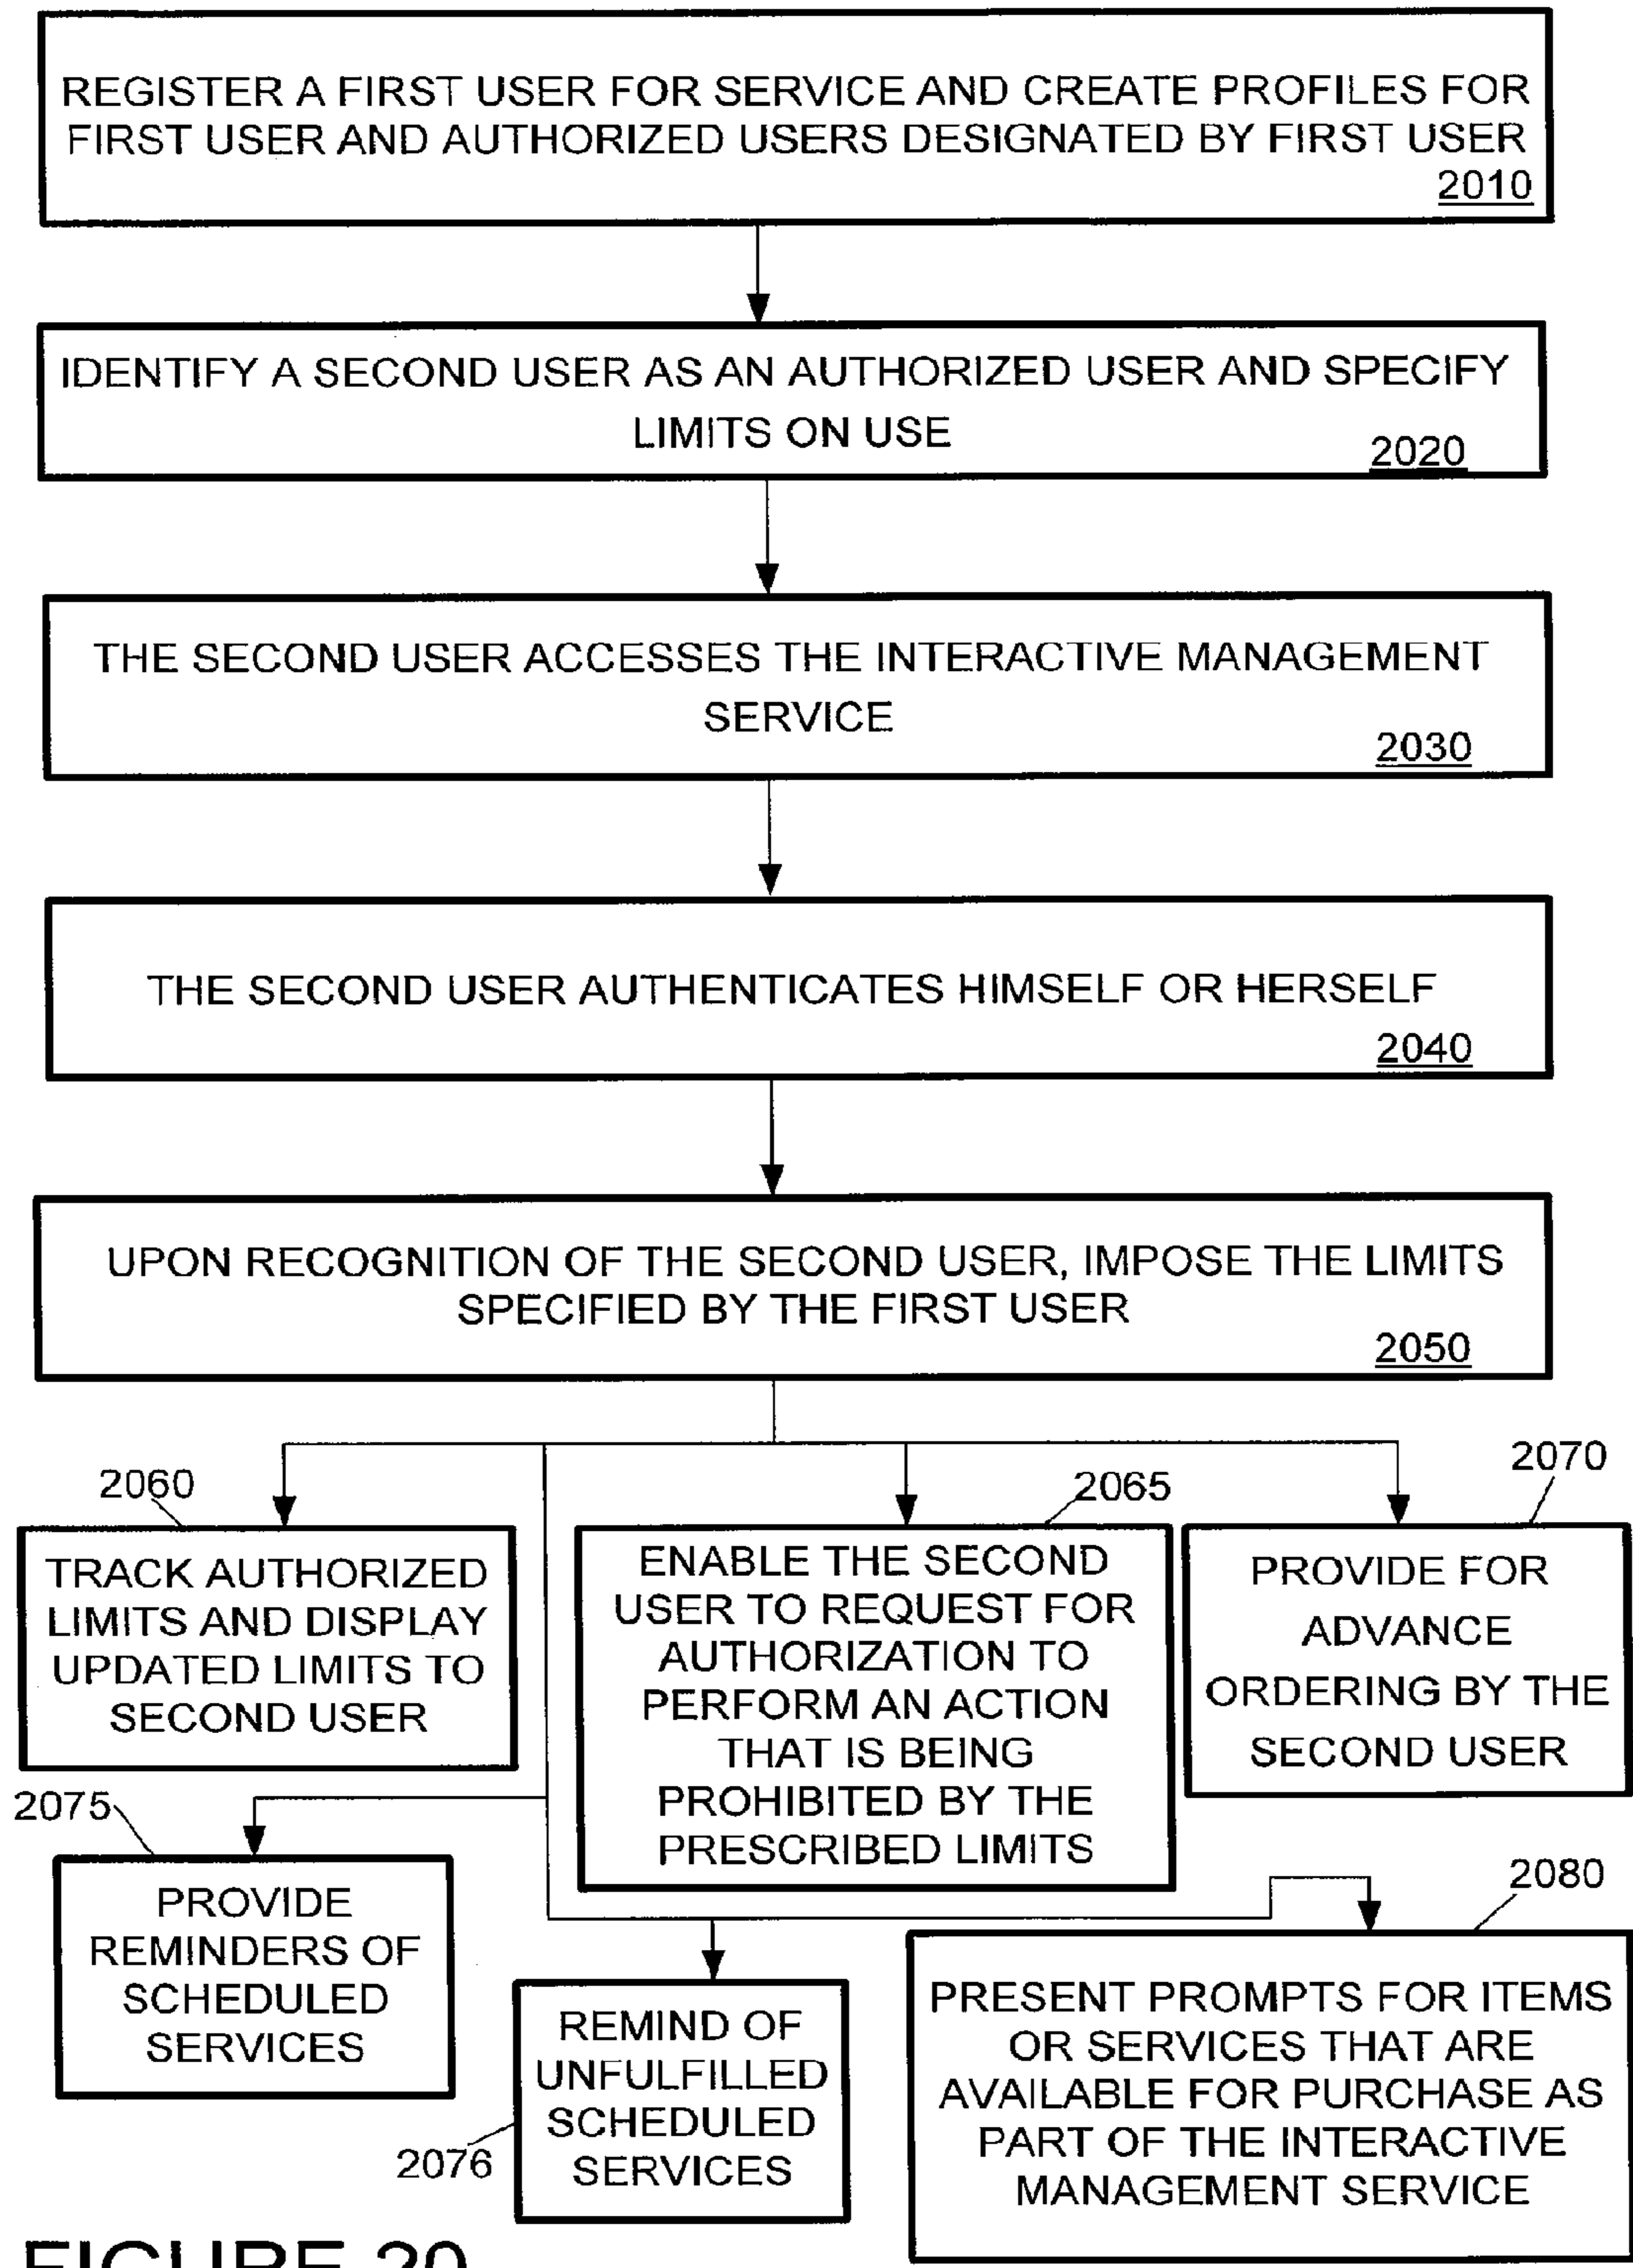 REGISTER A FIRST USER FOR SERVICE AND CREATE PROFILES FOR
FIRST USER AND AUTHORIZED USERS DESIGNATED BY FIRST USER
2010
IDENTIFY A SECOND USER AS AN AUTHORIZED USER AND SPECIFY
LIMITS ON USE
2020
THE SECOND USER ACCESSES THE INTERACTIVE MANAGEMENT
SERVICE
2030
THE SECOND USER AUTHENTICATES HIMSELF OR HERSELF
2040
UPON RECOGNITION OF THE SECOND USER, IMPOSE THE LIMITS
SPECIFIED BY THE FIRST USER
2050
2060
TRACK AUTHORIZED
LIMITS AND DISPLAY
UPDATED LIMITS TO
SECOND USER
2065
ENABLE THE SECOND
USER TO REQUEST FOR
AUTHORIZATION TO
PERFORM AN ACTION
THAT IS BEING
PROHIBITED BY THE
PRESCRIBED LIMITS
2070
PROVIDE FOR
ADVANCE
ORDERING BY THE
SECOND USER
2075
PROVIDE
REMINDERS OF
SCHEDULED
SERVICES
2076
REMIND OF
UNFULFILLED
SCHEDULED
SERVICES
2080
PRESENT PROMPTS FOR ITEMS
OR SERVICES THAT ARE
AVAILABLE FOR PURCHASE AS
PART OF THE INTERACTIVE
MANAGEMENT SERVICE
FIGURE 20